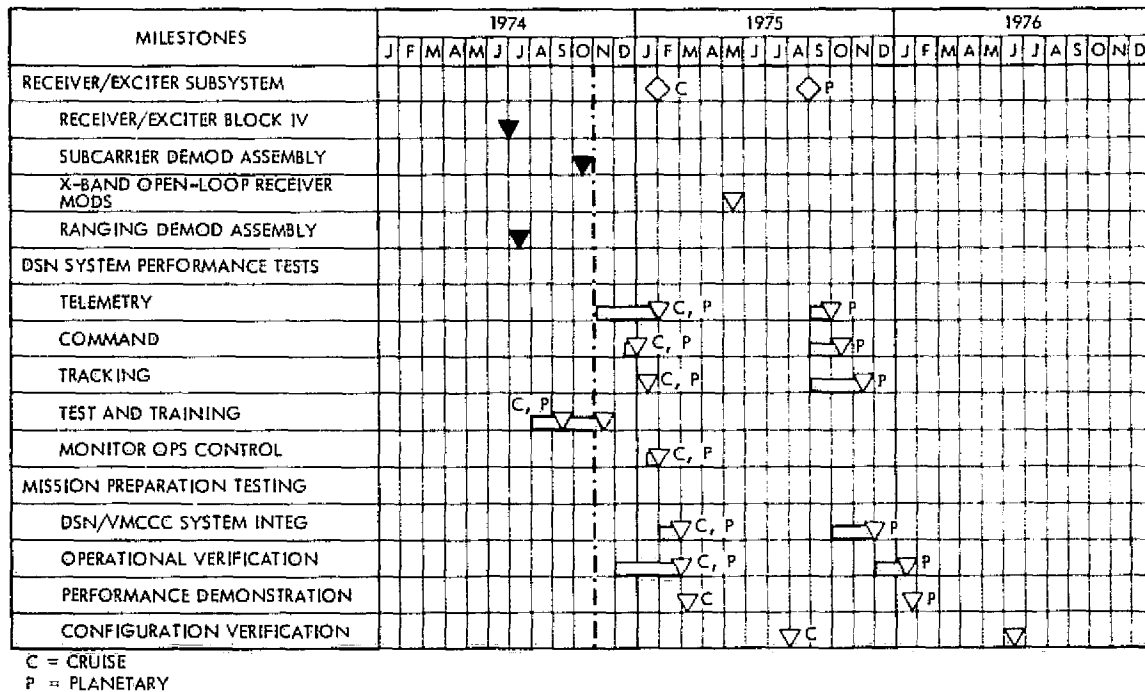 MILESTONES
1974 1975 1976
J F M A M J J A S O N D J F M A M J J A S O N D J F M A M J J A S O N D
RECEIVER/EXCITER SUBSYSTEM C P
RECEIVER/EXCITER BLOCK IV
SUBCARRIER DEMOD ASSEMBLY
X-BAND OPEN-LOOP RECEIVER
MODS
RANGING DEMOD ASSEMBLY
DSN SYSTEM PERFORMANCE TESTS
TELEMETRY C, P P
COMMAND C, P P
TRACKING C, P P
TEST AND TRAINING C, P
MONITOR OPS CONTROL C, P
MISSION PREPARATION TESTING
DSN/VMCCC SYSTEM INTEG C, P P
OPERATIONAL VERIFICATION C, P P
PERFORMANCE DEMONSTRATION C P
CONFIGURATION VERIFICATION C
C = CRUISE
P = PLANETARY